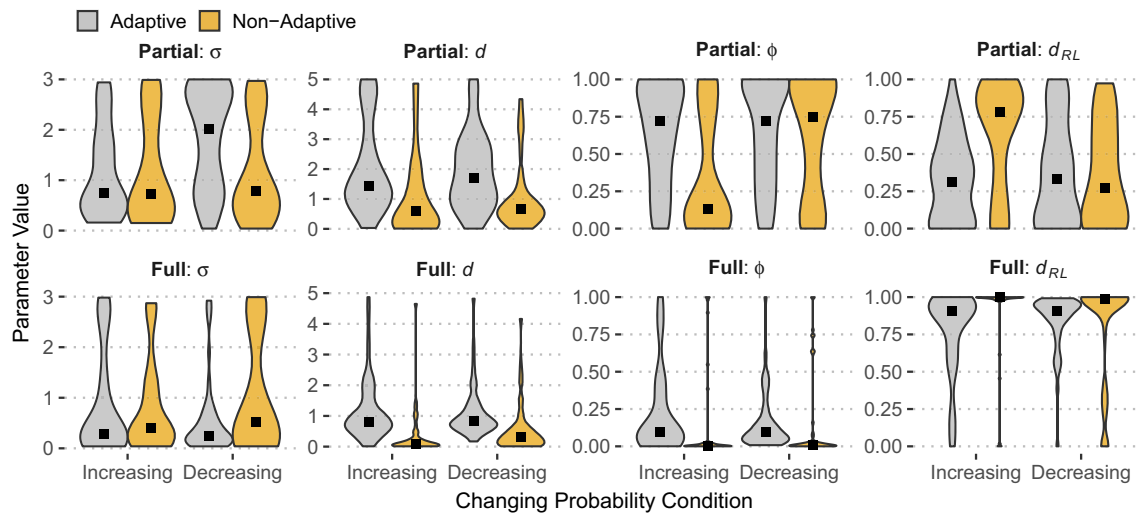 Adaptive Non-Adaptive
Partial: σ Partial: d Partial: ϕ Partial: d_RL
3 5 1.00 1.00
4
2 0.75 0.75
3
0.50 0.50
2
1 0.25 0.25
1
0 0 0.00 0.00
Full: σ Full: d Full: ϕ Full: d_RL
3 5 1.00 1.00
4
2 0.75 0.75
3
0.50 0.50
2
1 0.25 0.25
1
0 0 0.00 0.00
Increasing Decreasing Increasing Decreasing Increasing Decreasing Increasing Decreasing
Changing Probability Condition
Parameter Value